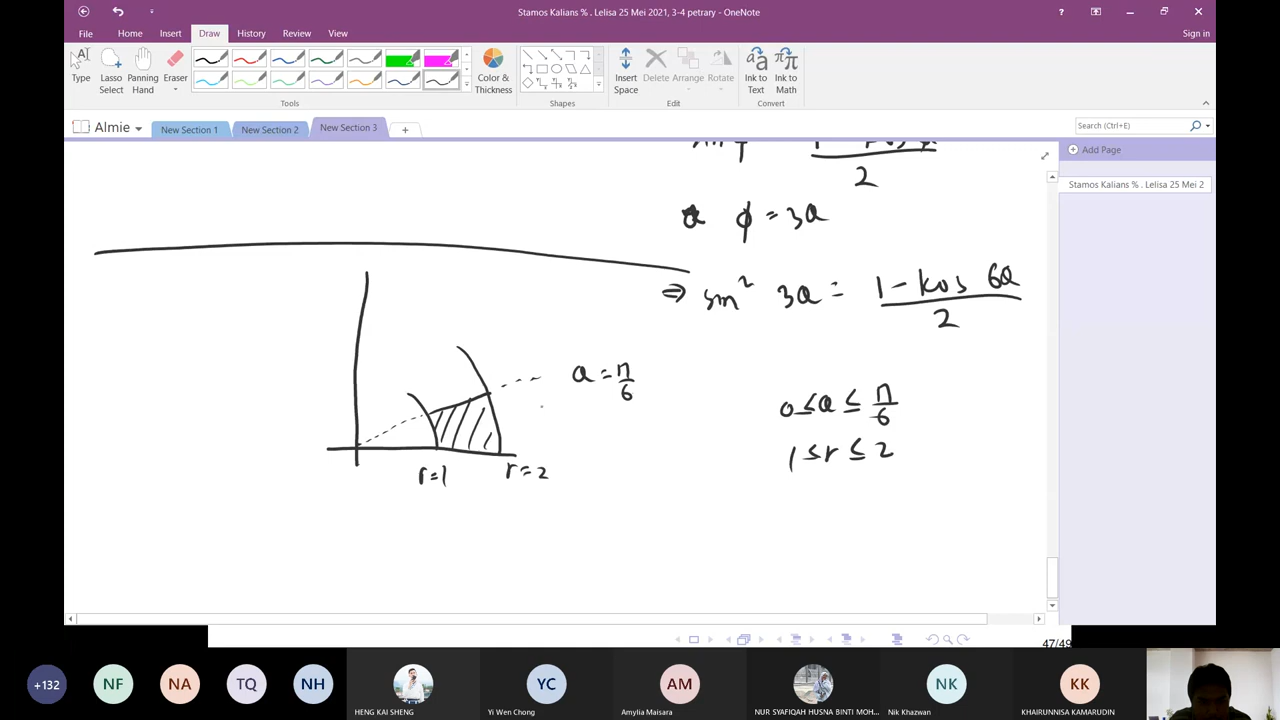 Stamos Kalians % . Lelisa 25 Mei 2021, 3-4 petrary - OneNote
File Home Insert Draw History Review View Sign in
Type Lasso Select Panning Hand Eraser Color & Thickness Insert Space Delete Arrange Rotate Ink to Text Ink to Math
Tools Shapes Edit Convert
Almie New Section 1 New Section 2 New Section 3 + Search (Ctrl+E)
Add Page
Stamos Kalians % . Lelisa 25 Mei 2
2
ϕ = 3θ
⇒ sin² 3θ = 1 - kos 6θ / 2
θ = π/6
0 ≤ θ ≤ π/6
1 ≤ r ≤ 2
r=1 r=2
47/49
+132 NF NA TQ NH YC AM NK KK
HENG KAI SHENG Yi Wen Chong Amylia Maisara NUR SYAFIQAH HUSNA BINTI MOH... Nik Khazwan KHAIRUNNISA KAMARUDIN